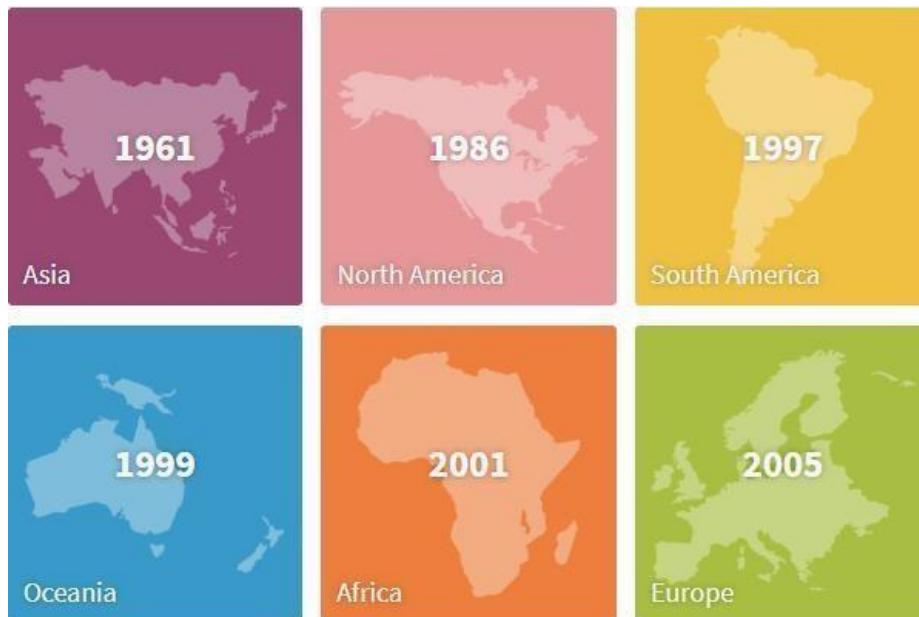 1961
Asia
1986
North America
1997
South America
1999
Oceania
2001
Africa
2005
Europe